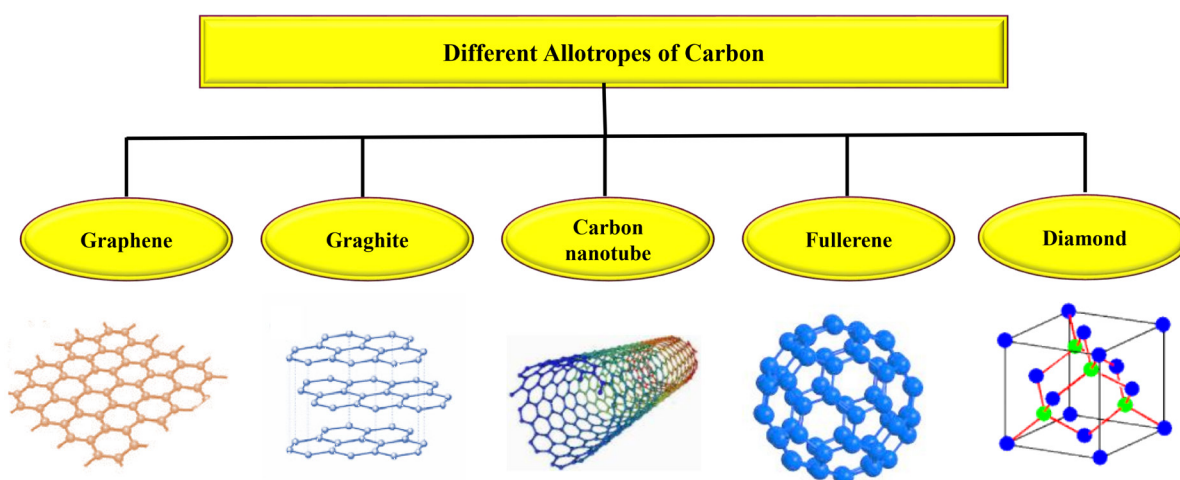 Different Allotropes of Carbon
Graphene
Graghite
Carbon
nanotube
Fullerene
Diamond